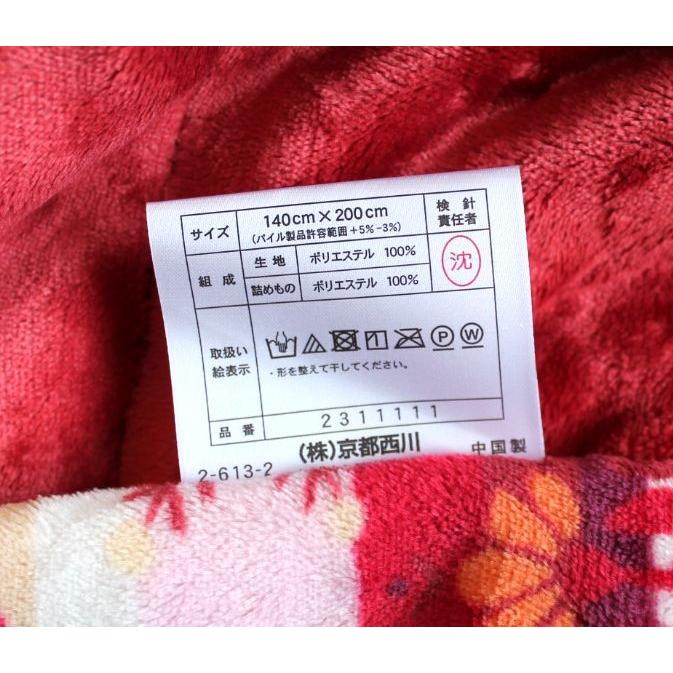 サイズ 140cm×200cm 検針
(パイル製品許容範囲+5%-3%) 責任者
組成 生地 ポリエステル 100% 沈
詰めもの ポリエステル 100%
取扱い
絵表示
・形を整えて干してください。
P W
品番 2311111
(株)京都西川
2-613-2 中国製